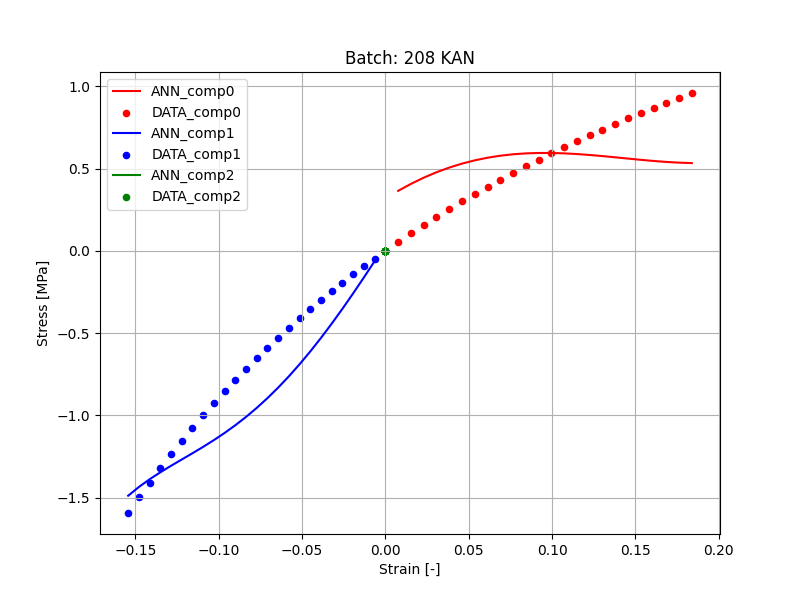 Batch: 208 KAN
ANN_comp0
DATA_comp0
ANN_comp1
DATA_comp1
ANN_comp2
DATA_comp2
Stress [MPa]
1.0
0.5
0.0
−0.5
−1.0
−1.5
−0.15 −0.10 −0.05 0.00 0.05 0.10 0.15 0.20
Strain [-]